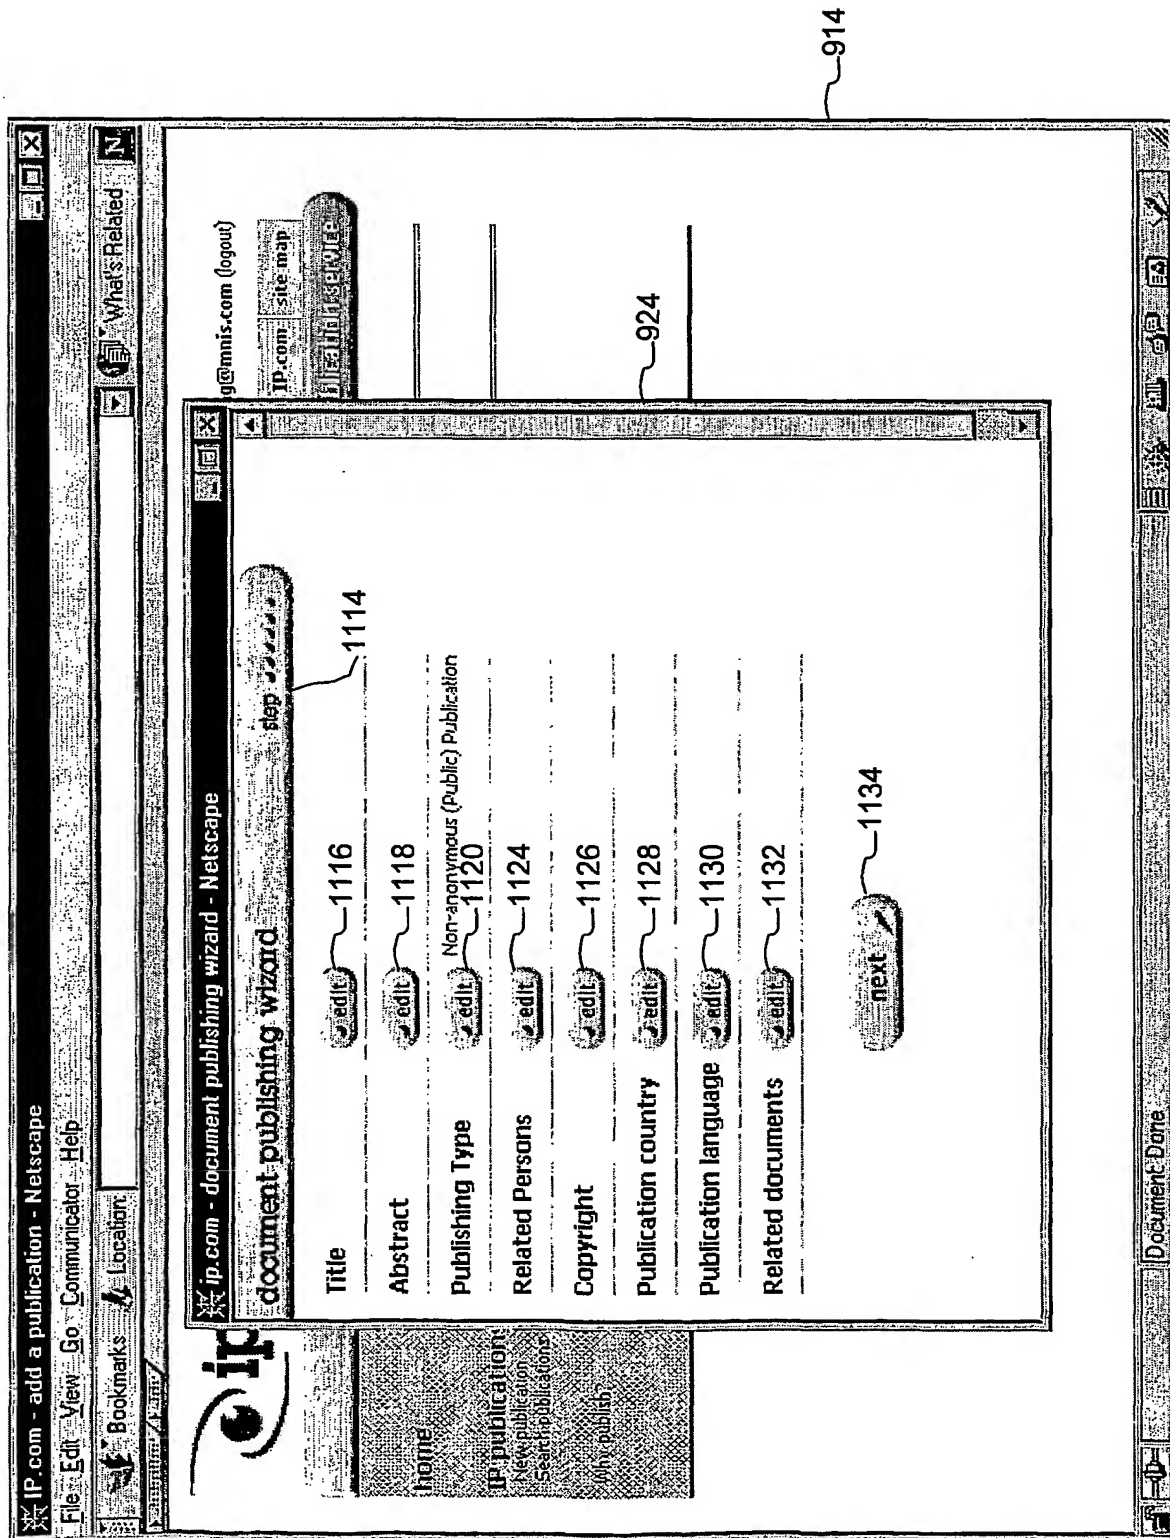 IP.com - add a publication - Netscape
File Edit View Go Communicator Help
Bookmarks Location: What's Related N
g@mnis.com (logout)
ip
IP.com site map
publication service
home
IP publication
New publication
Search publications
Why publish?
ip.com - document publishing wizard - Netscape
document publishing wizard step
1114
Title edit 1116
Abstract edit 1118
Publishing Type edit Non-anonymous (Public) Publication 1120
Related Persons edit 1124
Copyright edit 1126
Publication country edit 1128
Publication language edit 1130
Related documents edit 1132
next 1134
924
914
Document: Done